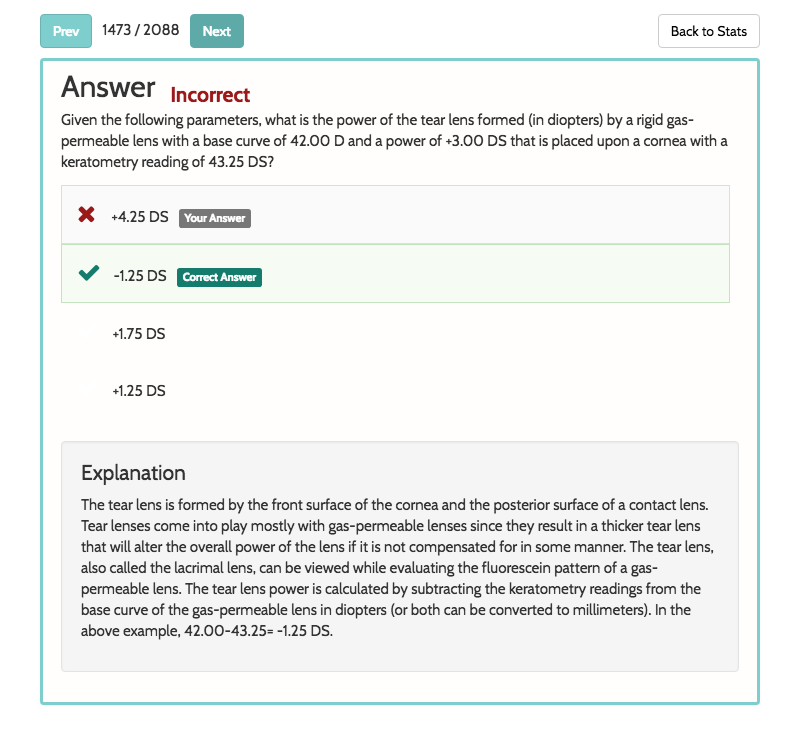 Prev 1473 / 2088 Next Back to Stats
Answer Incorrect
Given the following parameters, what is the power of the tear lens formed (in diopters) by a rigid gas-
permeable lens with a base curve of 42.00 D and a power of +3.00 DS that is placed upon a cornea with a
keratometry reading of 43.25 DS?
+4.25 DS Your Answer
-1.25 DS Correct Answer
+1.75 DS
+1.25 DS
Explanation
The tear lens is formed by the front surface of the cornea and the posterior surface of a contact lens.
Tear lenses come into play mostly with gas-permeable lenses since they result in a thicker tear lens
that will alter the overall power of the lens if it is not compensated for in some manner. The tear lens,
also called the lacrimal lens, can be viewed while evaluating the fluorescein pattern of a gas-
permeable lens. The tear lens power is calculated by subtracting the keratometry readings from the
base curve of the gas-permeable lens in diopters (or both can be converted to millimeters). In the
above example, 42.00-43.25= -1.25 DS.